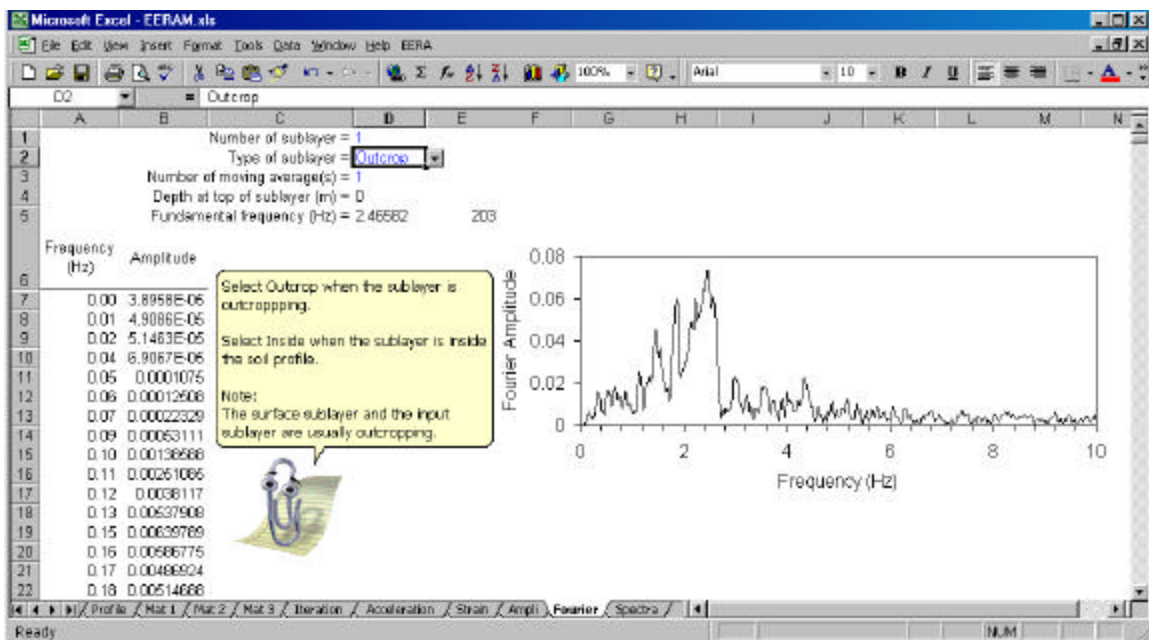 Microsoft Excel - EERAM.xls
File Edit View Insert Format Tools Data Window Help EERA
100% Arial 10 B I U
D2 = Outcrop
A B C D E F G H I J K L M N
1 Number of sublayer = 1
2 Type of sublayer = Outcrop
3 Number of moving average(s) = 1
4 Depth at top of sublayer (m) = 0
5 Fundamental frequency (Hz) = 2.46582 203
6 Frequency (Hz) Amplitude
7 0.00 3.8958E-05
8 0.01 4.9086E-05
9 0.02 5.1463E-05
10 0.04 6.9067E-05
11 0.05 0.0001075
12 0.06 0.00012508
13 0.07 0.00022329
14 0.09 0.00053111
15 0.10 0.00138588
16 0.11 0.00251085
17 0.12 0.0038117
18 0.13 0.00537908
19 0.15 0.00639789
20 0.16 0.00586775
21 0.17 0.00486924
22 0.18 0.00514688
Select Outcrop when the sublayer is
outcroppping.
Select Inside when the sublayer is inside
the soil profile.
Note:
The surface sublayer and the input
sublayer are usually outcropping.
Fourier Amplitude
0.08
0.06
0.04
0.02
0
0 2 4 6 8 10
Frequency (Hz)
Profile Mat 1 Mat 2 Mat 3 Iteration Acceleration Strain Ampli Fourier Spectra
Ready NUM